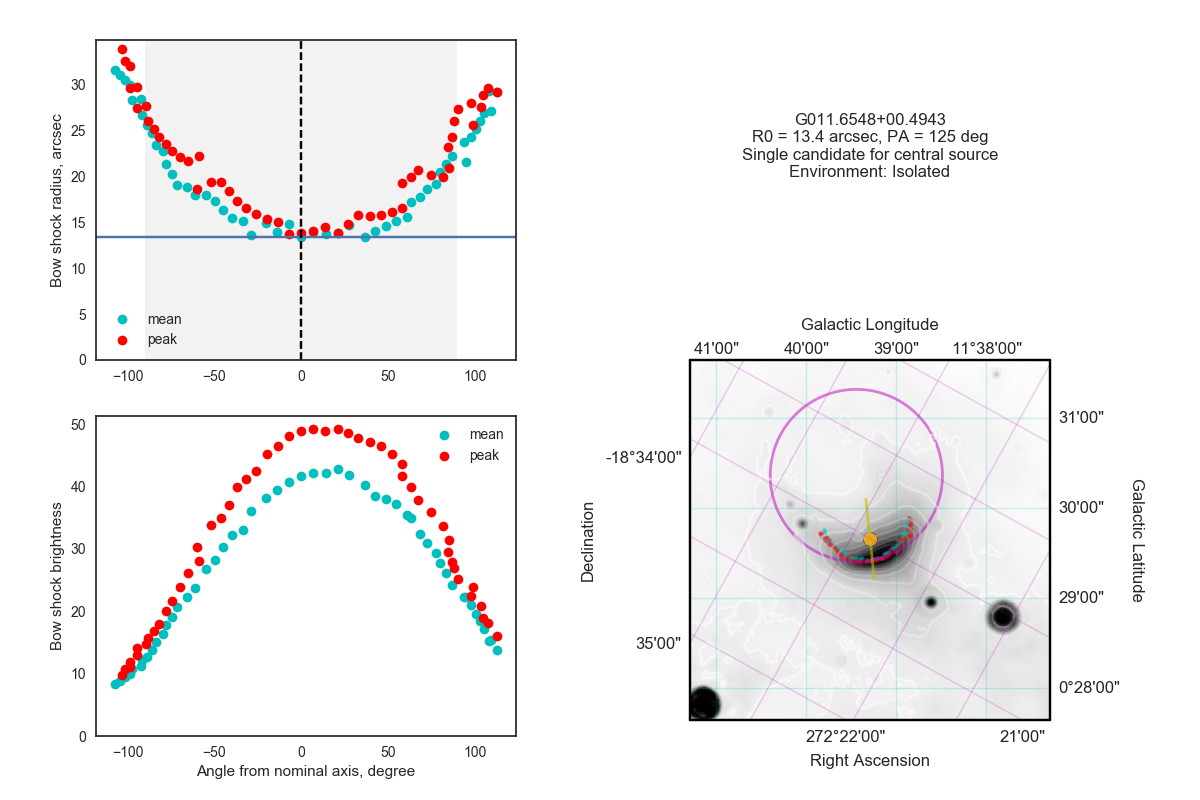 Bow shock radius, arcsec
30
25
20
15
10
5
0
mean
peak
−100
−50
0
50
100
Bow shock brightness
50
40
30
20
10
0
mean
peak
−100
−50
0
50
100
Angle from nominal axis, degree
G011.6548+00.4943
R0 = 13.4 arcsec, PA = 125 deg
Single candidate for central source
Environment: Isolated
Galactic Longitude
41'00"
40'00"
39'00"
11°38'00"
31'00"
30'00"
29'00"
0°28'00"
Galactic Latitude
-18°34'00"
35'00"
Declination
272°22'00"
21'00"
Right Ascension